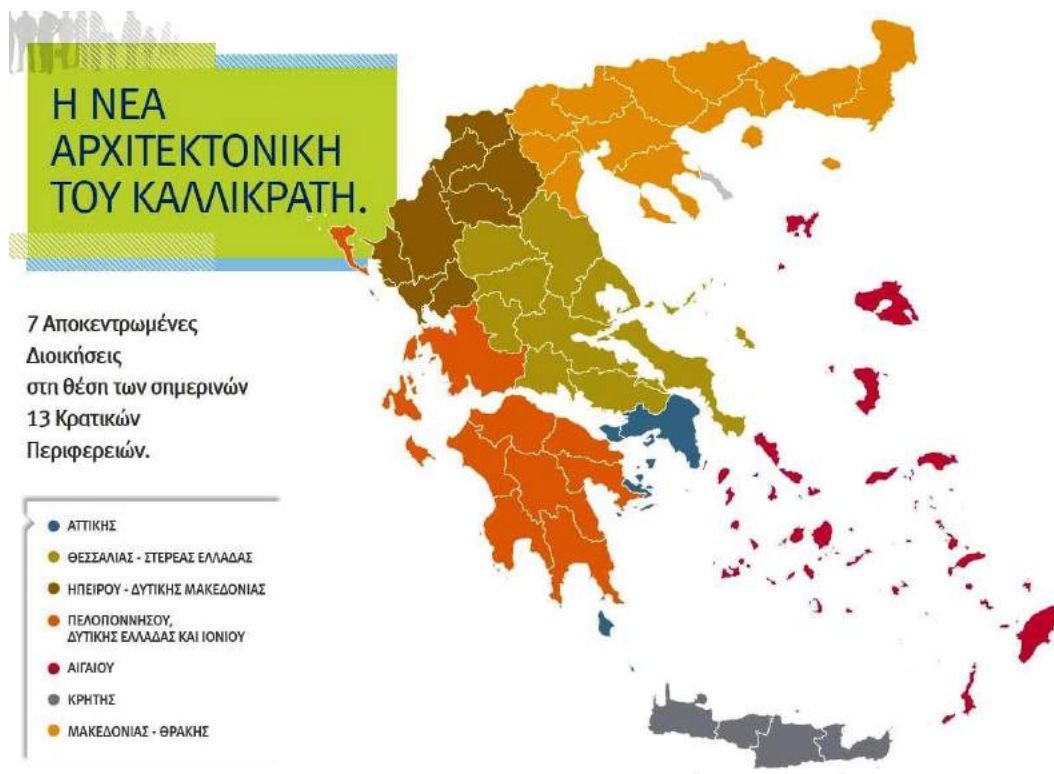 Η ΝΕΑ
ΑΡΧΙΤΕΚΤΟΝΙΚΗ
ΤΟΥ ΚΑΛΛΙΚΡΑΤΗ.
7 Αποκεντρωμένες
Διοικήσεις
στη θέση των σημερινών
13 Κρατικών
Περιφερειών.
ΑΤΤΙΚΗΣ
ΘΕΣΣΑΛΙΑΣ - ΣΤΕΡΕΑΣ ΕΛΛΑΔΑΣ
ΗΠΕΙΡΟΥ - ΔΥΤΙΚΗΣ ΜΑΚΕΔΟΝΙΑΣ
ΠΕΛΟΠΟΝΝΗΣΟΥ,
ΔΥΤΙΚΗΣ ΕΛΛΑΔΑΣ ΚΑΙ ΙΟΝΙΟΥ
ΑΙΓΑΙΟΥ
ΚΡΗΤΗΣ
ΜΑΚΕΔΟΝΙΑΣ - ΘΡΑΚΗΣ